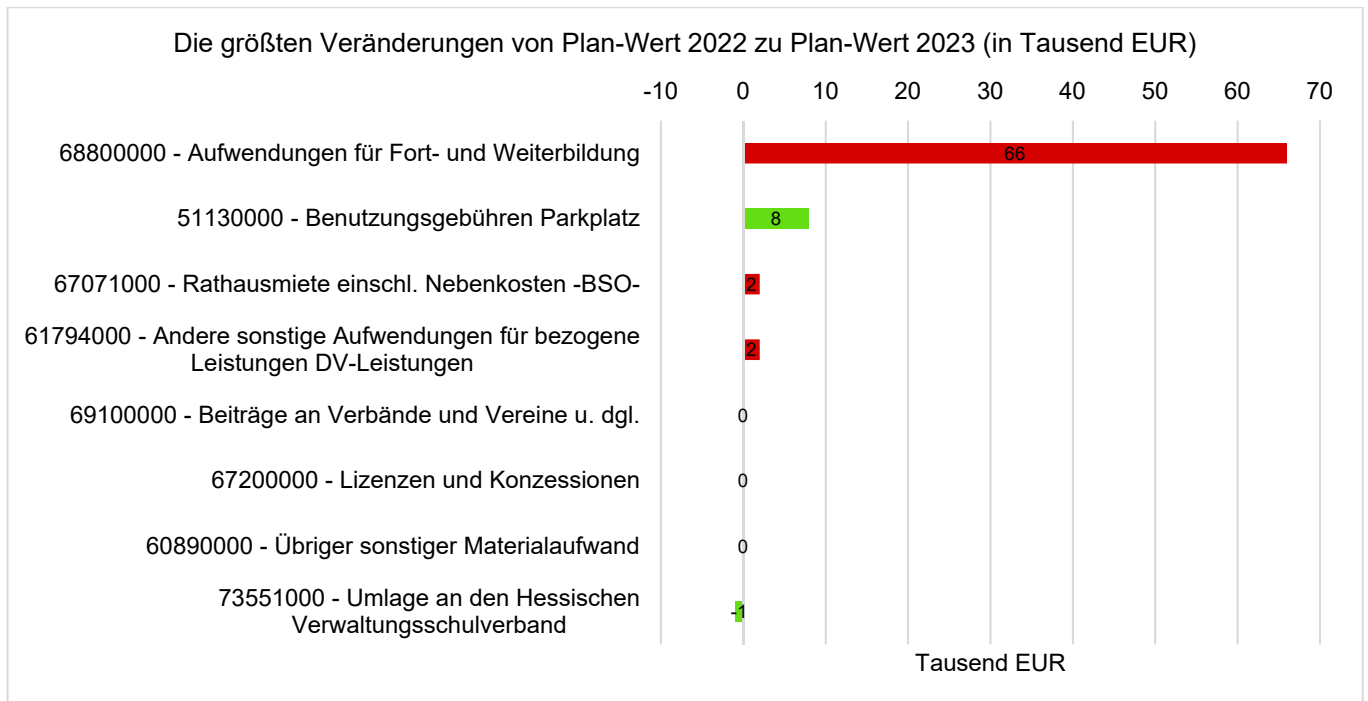 Die größten Veränderungen von Plan-Wert 2022 zu Plan-Wert 2023 (in Tausend EUR)
-10 0 10 20 30 40 50 60 70
68800000 - Aufwendungen für Fort- und Weiterbildung 66
51130000 - Benutzungsgebühren Parkplatz 8
67071000 - Rathausmiete einschl. Nebenkosten -BSO- 2
61794000 - Andere sonstige Aufwendungen für bezogene
Leistungen DV-Leistungen 2
69100000 - Beiträge an Verbände und Vereine u. dgl. 0
67200000 - Lizenzen und Konzessionen 0
60890000 - Übriger sonstiger Materialaufwand 0
73551000 - Umlage an den Hessischen
Verwaltungsschulverband -1
Tausend EUR